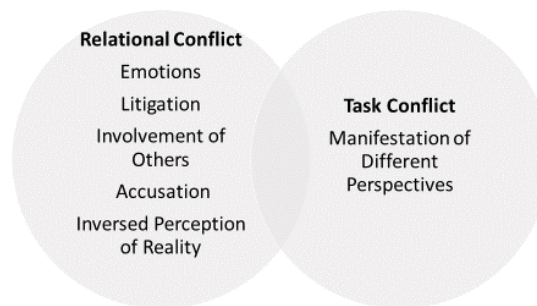 Relational Conflict
Emotions
Litigation
Involvement of
Others
Accusation
Inversed Perception
of Reality
Task Conflict
Manifestation of
Different
Perspectives